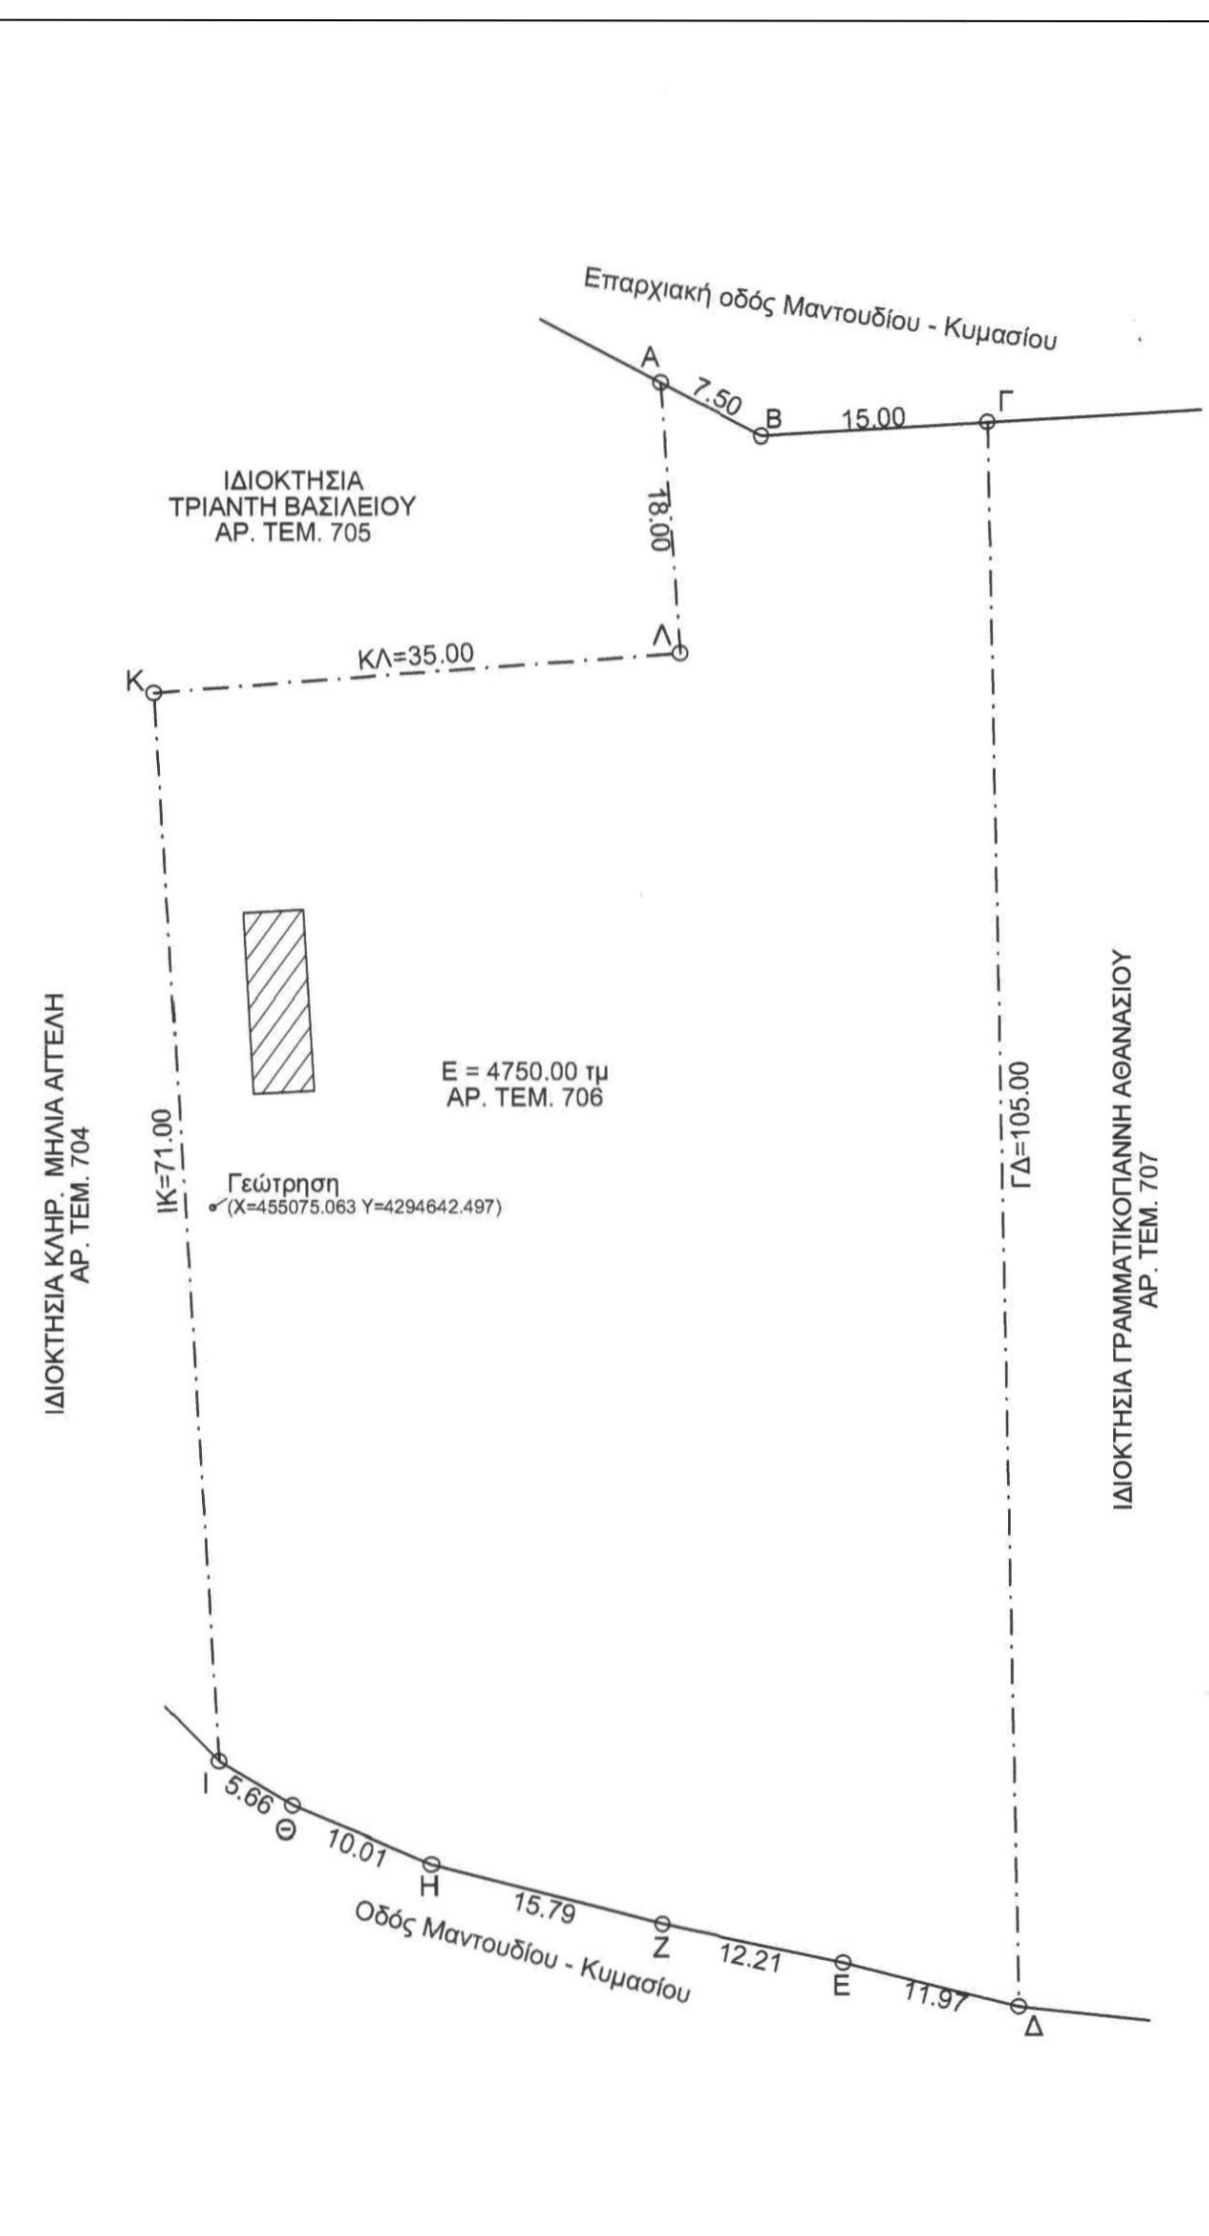 Επαρχιακή οδός Μαντουδίου - Κυμασίου
Α
7.50
Β
15.00
Γ
ΙΔΙΟΚΤΗΣΙΑ
ΤΡΙΑΝΤΗ ΒΑΣΙΛΕΙΟΥ
ΑΡ. ΤΕΜ. 705
18.00
Λ
ΚΛ=35.00
Κ
ΙΔΙΟΚΤΗΣΙΑ ΚΛΗΡ. ΜΗΛΙΑ ΑΓΓΕΛΗ
ΑΡ. ΤΕΜ. 704
ΙΚ=71.00
Ε = 4750.00 τμ
ΑΡ. ΤΕΜ. 706
Γεώτρηση
(Χ=455075.063 Υ=4294642.497)
ΓΔ=105.00
ΙΔΙΟΚΤΗΣΙΑ ΓΡΑΜΜΑΤΙΚΟΓΙΑΝΝΗ ΑΘΑΝΑΣΙΟΥ
ΑΡ. ΤΕΜ. 707
Ι
5.66
Θ
10.01
Η
15.79
Ζ
12.21
Ε
11.97
Δ
Οδός Μαντουδίου - Κυμασίου